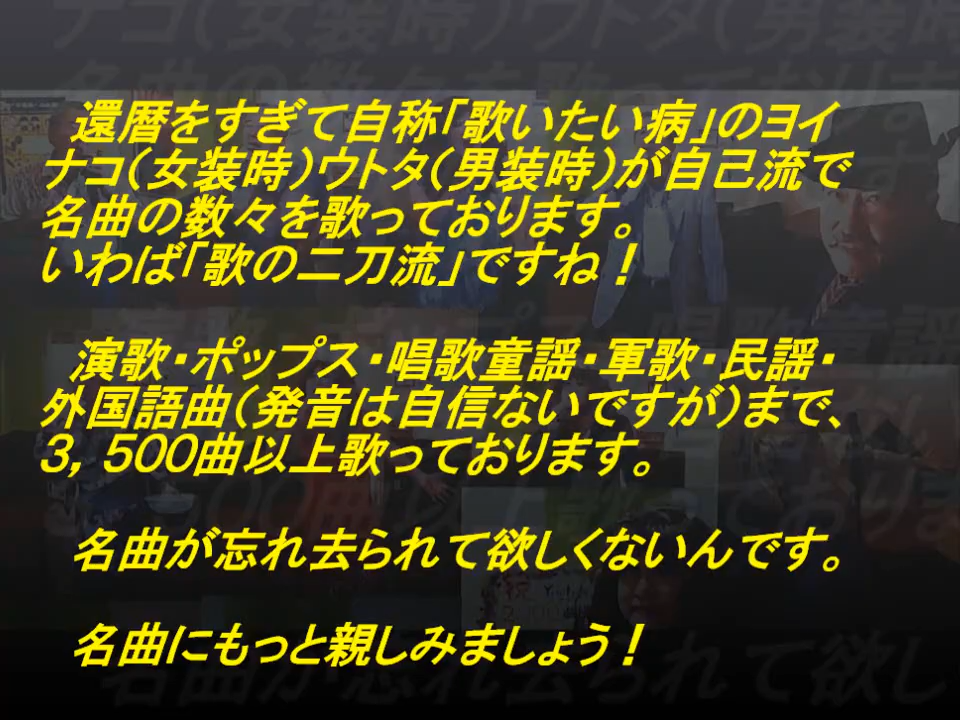 還暦をすぎて自称「歌いたい病」のヨイ
ナコ（女装時）ウトタ（男装時）が自己流で
名曲の数々を歌っております。
いわば「歌の二刀流」ですね！
演歌・ポップス・唱歌童謡・軍歌・民謡・
外国語曲（発音は自信ないですが）まで、
３，５００曲以上歌っております。
名曲が忘れ去られて欲しくないんです。
名曲にもっと親しみましょう！